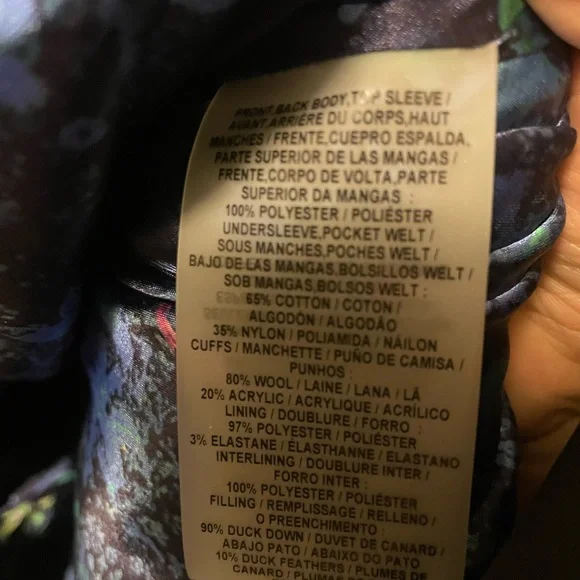 FRONT,BACK BODY,TOP SLEEVE /
AVANT,ARRIÈRE DU CORPS,HAUT
MANCHES / FRENTE,CUEPRO ESPALDA,
PARTE SUPERIOR DE LAS MANGAS /
FRENTE,CORPO DE VOLTA,PARTE
SUPERIOR DA MANGAS :
100% POLYESTER / POLIÉSTER
UNDERSLEEVE,POCKET WELT /
SOUS MANCHES,POCHES WELT /
BAJO DE LAS MANGAS,BOLSILLOS WELT /
SOB MANGAS,BOLSOS WELT :
65% COTTON / COTON /
ALGODÓN / ALGODÃO
35% NYLON / POLIAMIDA / NÁILON
CUFFS / MANCHETTE / PUÑO DE CAMISA /
PUNHOS :
80% WOOL / LAINE / LANA / LÃ
20% ACRYLIC / ACRYLIQUE / ACRÍLICO
LINING / DOUBLURE / FORRO :
97% POLYESTER / POLIÉSTER
3% ELASTANE / ÉLASTHANNE / ELASTANO
INTERLINING / DOUBLURE INTER /
FORRO INTER :
100% POLYESTER / POLIÉSTER
FILLING / REMPLISSAGE / RELLENO /
O PREENCHIMENTO :
90% DUCK DOWN / DUVET DE CANARD /
ABAJO PATO / ABAIXO DO PATO
10% DUCK FEATHERS / PLUMES DE
CANARD / PLUMAS DE